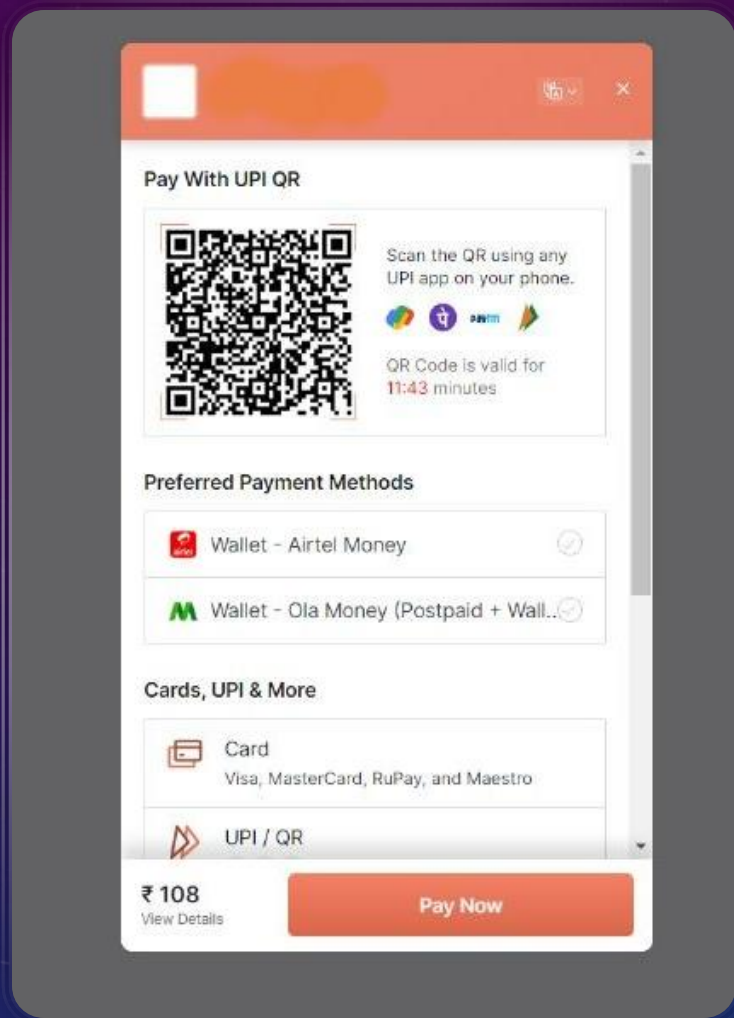 Pay With UPI QR
Scan the QR using any
UPI app on your phone.
पे Paytm
QR Code is valid for
11:43 minutes
Preferred Payment Methods
airtel
Wallet - Airtel Money
Wallet - Ola Money (Postpaid + Wall..
Cards, UPI & More
Card
Visa, MasterCard, RuPay, and Maestro
UPI / QR
₹ 108
View Details
Pay Now